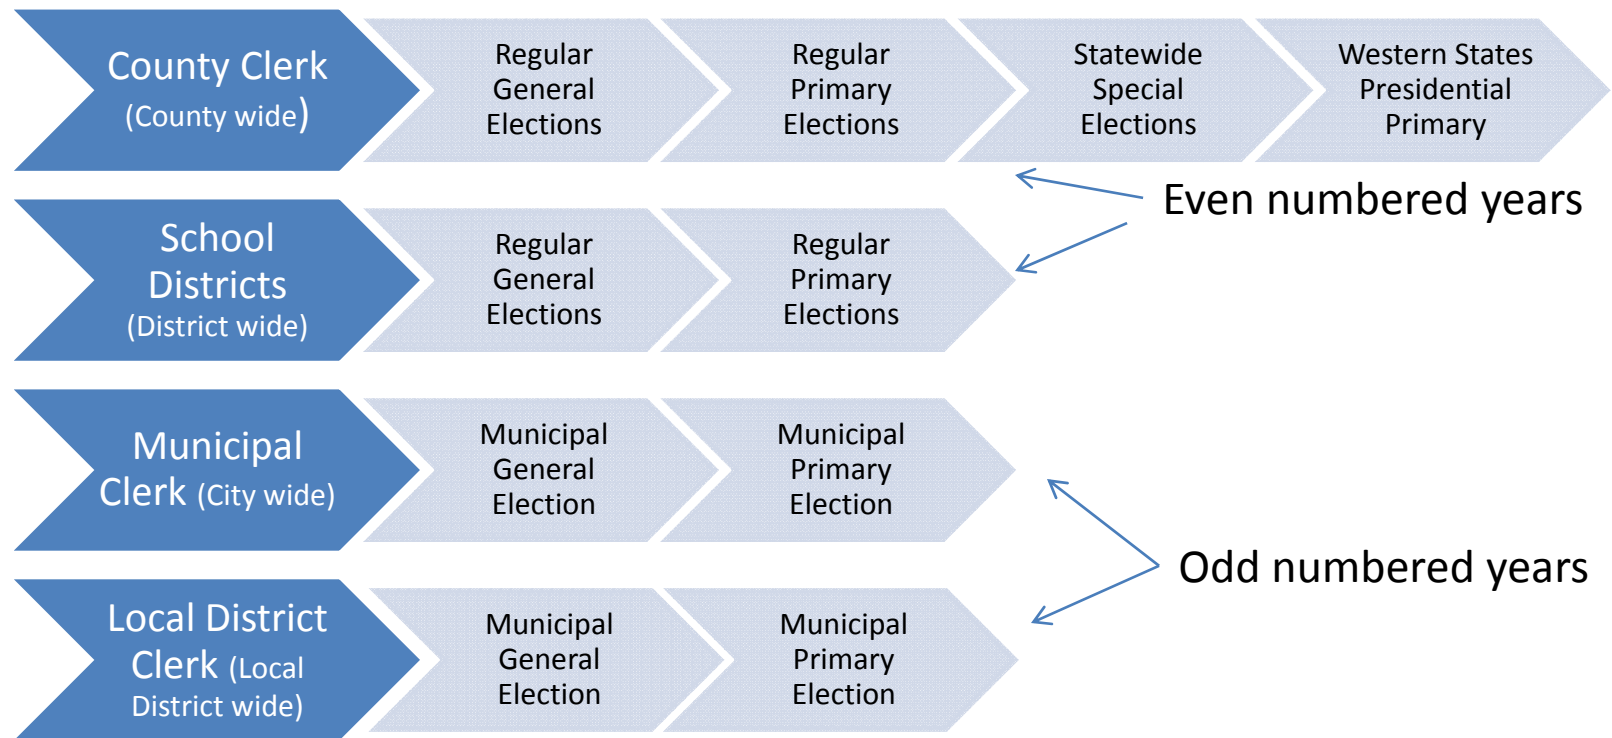 County Clerk
(County wide)
Regular
General
Elections
Regular
Primary
Elections
Statewide
Special
Elections
Western States
Presidential
Primary
Even numbered years
School
Districts
(District wide)
Regular
General
Elections
Regular
Primary
Elections
Municipal
Clerk (City wide)
Municipal
General
Election
Municipal
Primary
Election
Odd numbered years
Local District
Clerk (Local
District wide)
Municipal
General
Election
Municipal
Primary
Election